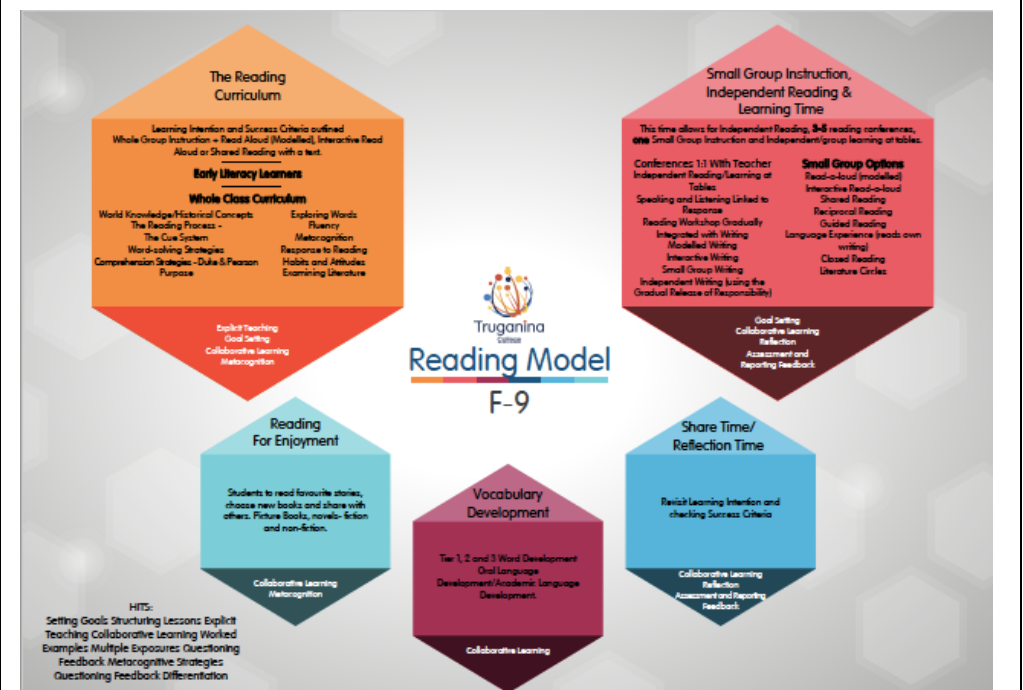 The Reading
Curriculum
Learning Intention and Success Criteria outlined
Whole Group Instruction + Read Aloud (Modelled), Interactive Read
Aloud or Shared Reading with a text.
Early Literacy Learners
Whole Class Curriculum
World Knowledge/Historical Concepts
The Reading Process -
The Cue System
Word-solving Strategies
Comprehension Strategies - Duke & Pearson
Purpose
Exploring Words
Fluency
Metacognition
Response to Reading
Habits and Attitudes
Examining Literature
Explicit Teaching
Goal Setting
Collaborative Learning
Metacognition
Small Group Instruction,
Independent Reading &
Learning Time
This time allows for Independent Reading, 3-5 reading conferences,
one Small Group Instruction and Independent/group learning at tables.
Conferences 1:1 With Teacher
Independent Reading/Learning at
Tables
Speaking and Listening Linked to
Response
Reading Workshop Gradually
Integrated with Writing
Modelled Writing
Interactive Writing
Small Group Writing
Independent Writing (using the
Gradual Release of Responsibility)
Small Group Options
Read-a-loud (modelled)
Interactive Read-a-loud
Shared Reading
Reciprocal Reading
Guided Reading
Language Experience (reads own
writing)
Closed Reading
Literature Circles
Goal Setting
Collaborative Learning
Reflection
Assessment and
Reporting Feedback
Truganina
College
Reading Model
F-9
Reading
For Enjoyment
Students to read favourite stories,
choose new books and share with
others. Picture Books, novels- fiction
and non-fiction.
Collaborative Learning
Metacognition
Vocabulary
Development
Tier 1, 2 and 3 Word Development
Oral Language
Development/Academic Language
Development.
Collaborative Learning
Share Time/
Reflection Time
Revisit Learning Intention and
checking Success Criteria
Collaborative Learning
Reflection
Assessment and Reporting
Feedback
HITS:
Setting Goals Structuring Lessons Explicit
Teaching Collaborative Learning Worked
Examples Multiple Exposures Questioning
Feedback Metacognitive Strategies
Questioning Feedback Differentiation